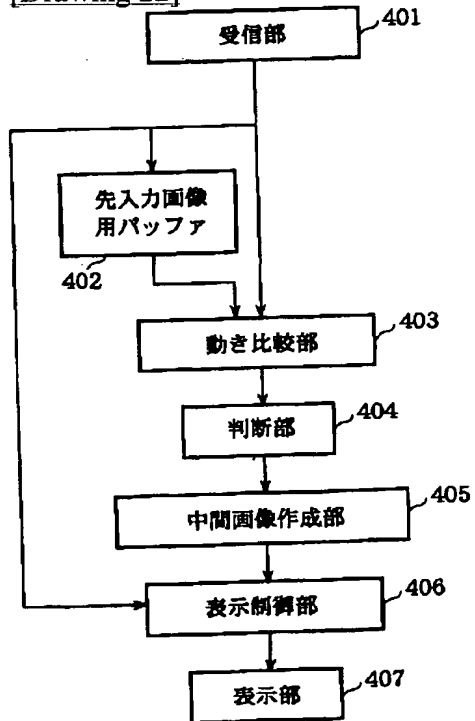 受信部
401
先入力画像
用バッファ
402
動き比較部
403
判断部
404
中間画像作成部
405
表示制御部
406
表示部
407